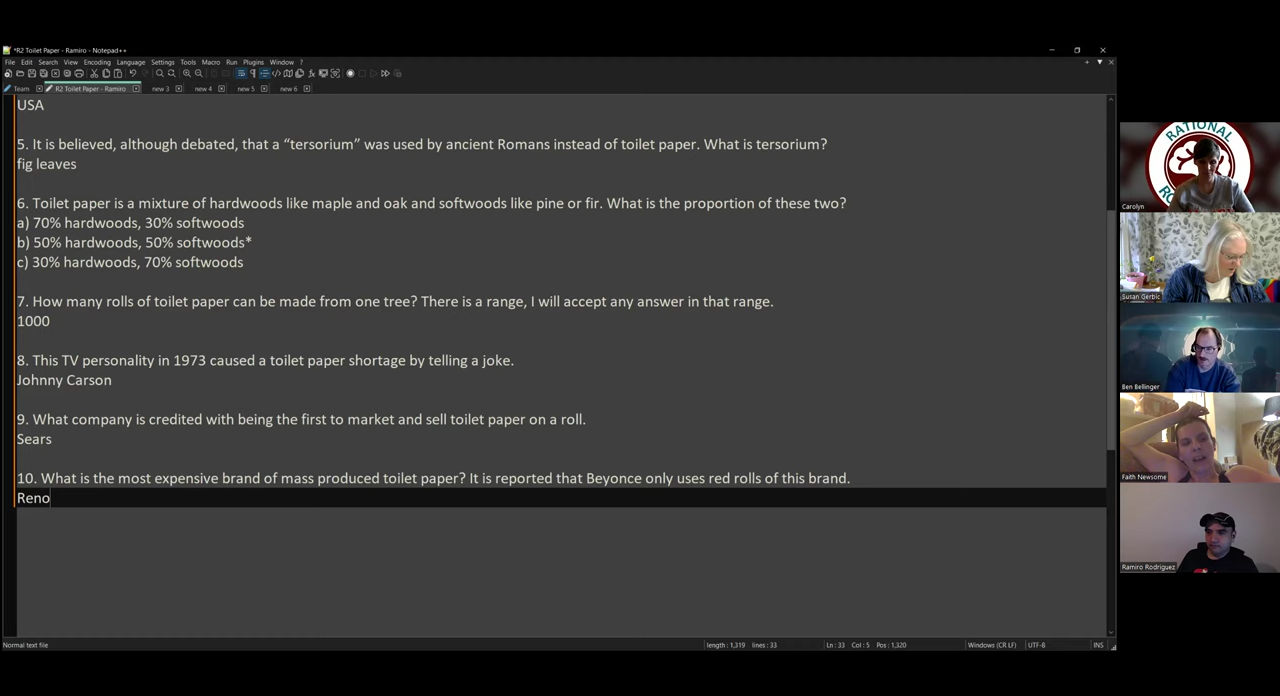 *R2 Toilet Paper - Ramiro - Notepad++
File Edit Search View Encoding Language Settings Tools Macro Run Plugins Window ?
Team R2 Toilet Paper - Ramiro new 3 new 4 new 5 new 6
USA
5. It is believed, although debated, that a “tersorium” was used by ancient Romans instead of toilet paper. What is tersorium?
fig leaves
6. Toilet paper is a mixture of hardwoods like maple and oak and softwoods like pine or fir. What is the proportion of these two?
a) 70% hardwoods, 30% softwoods
b) 50% hardwoods, 50% softwoods*
c) 30% hardwoods, 70% softwoods
7. How many rolls of toilet paper can be made from one tree? There is a range, I will accept any answer in that range.
1000
8. This TV personality in 1973 caused a toilet paper shortage by telling a joke.
Johnny Carson
9. What company is credited with being the first to market and sell toilet paper on a roll.
Sears
10. What is the most expensive brand of mass produced toilet paper? It is reported that Beyonce only uses red rolls of this brand.
Reno
Normal text file length : 1,319 lines : 33 Ln : 33 Col : 5 Pos : 1,320 Windows (CR LF) UTF-8 INS
RATIONAL
Carolyn
Susan Gerbic
Ben Bellinger
Faith Newsome
Ramiro Rodriguez